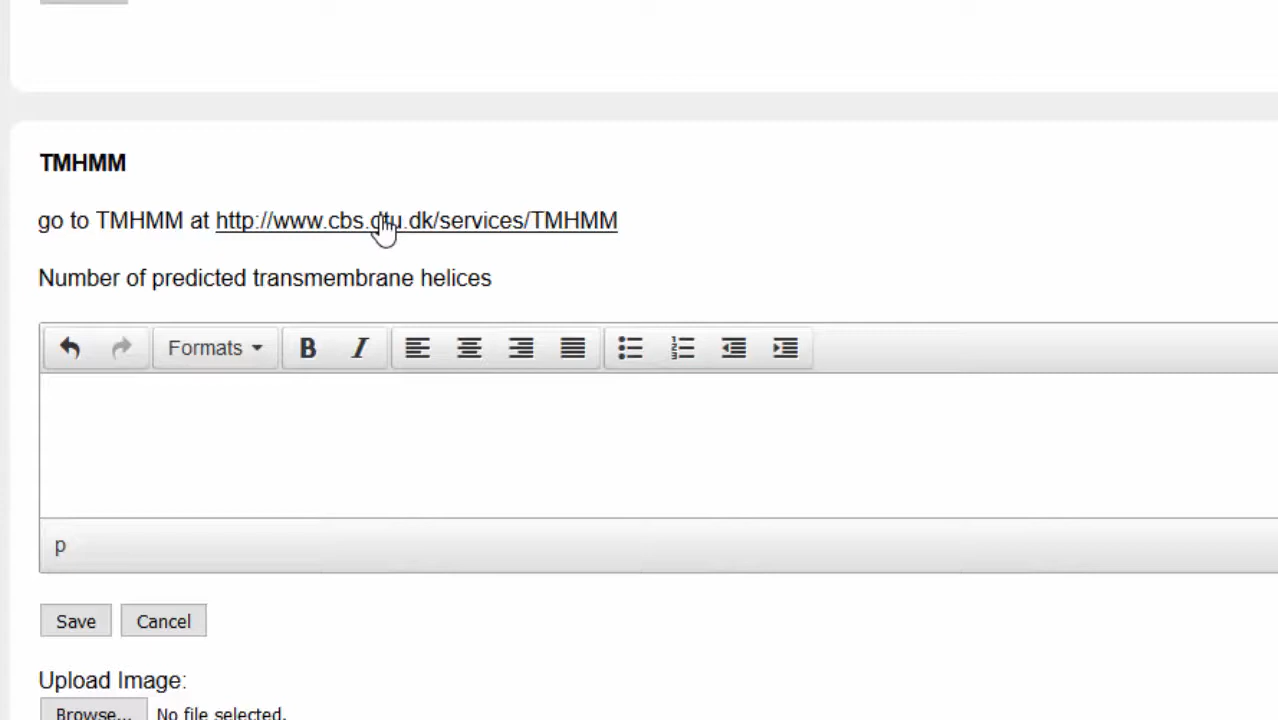 TMHMM
go to TMHMM at http://www.cbs.dtu.dk/services/TMHMM
Number of predicted transmembrane helices
Formats B I
p
Save Cancel
Upload Image:
Browse... No file selected.